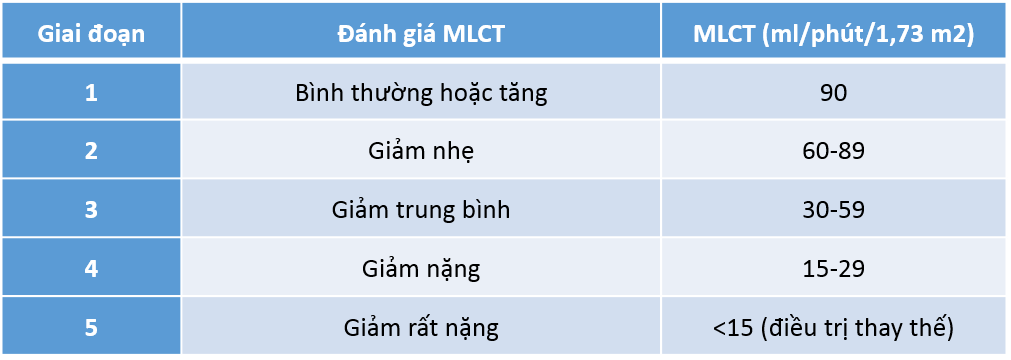 Giai đoạn Đánh giá MLCT MLCT (ml/phút/1,73 m2)
1 Bình thường hoặc tăng 90
2 Giảm nhẹ 60-89
3 Giảm trung bình 30-59
4 Giảm nặng 15-29
5 Giảm rất nặng <15 (điều trị thay thế)